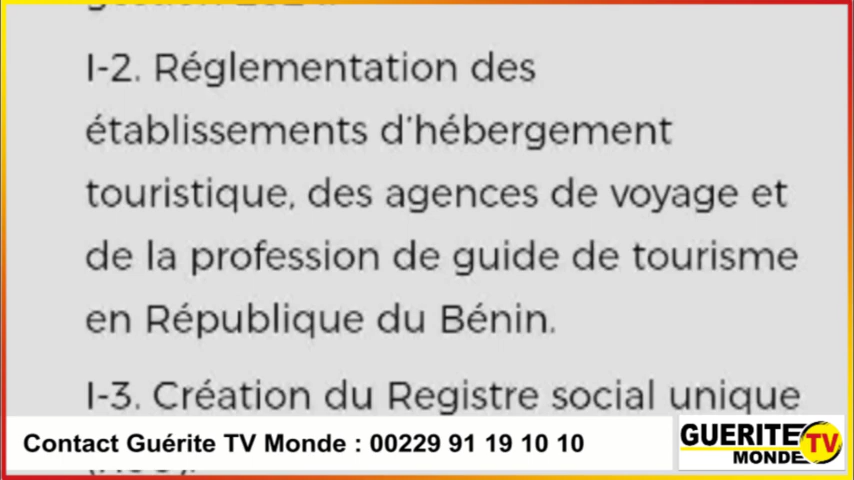 I-2. Réglementation des
établissements d'hébergement
touristique, des agences de voyage et
de la profession de guide de tourisme
en République du Bénin.
I-3. Création du Registre social unique
Contact Guérite TV Monde : 00229 91 19 10 10
GUERITE TV
MONDE